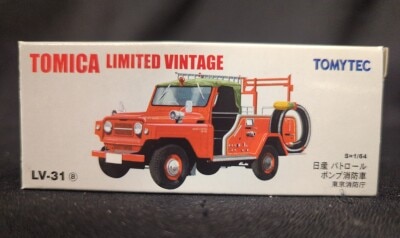 TOMICA LIMITED VINTAGE
TOMYTEC
S=1/64
日産 パトロール
ポンプ消防車
東京消防庁
LV-31 a